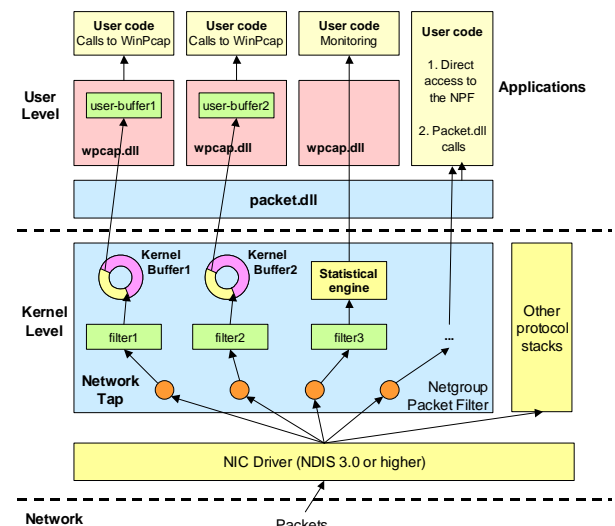 User code
Calls to WinPcap
User code
Calls to WinPcap
User code
Monitoring
User code
1. Direct
access to
the NPF
2. Packet.dll
calls
Applications
User
Level
user-buffer1
wpcap.dll
user-buffer2
wpcap.dll
wpcap.dll
packet.dll
Kernel
Buffer1
Kernel
Buffer2
Statistical
engine
Kernel
Level
filter1
filter2
filter3
...
Other
protocol
stacks
Network
Tap
Netgroup
Packet Filter
NIC Driver (NDIS 3.0 or higher)
Network
Packets